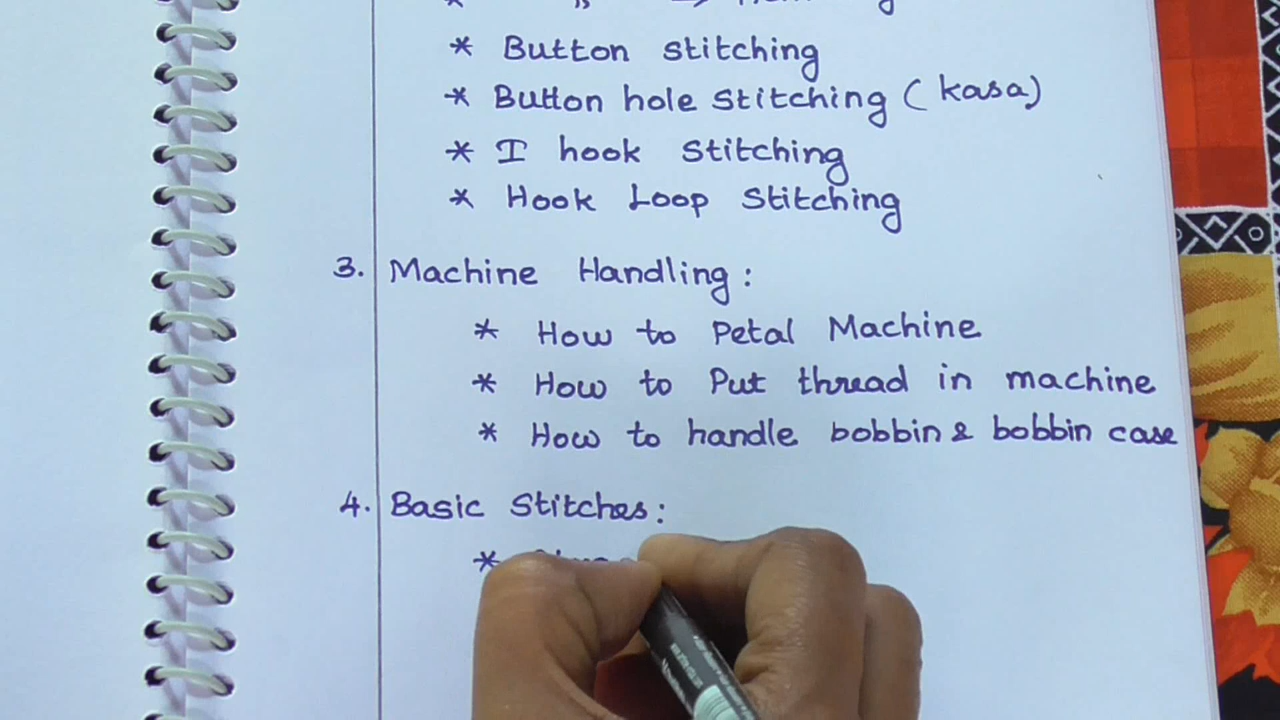 * Button stitching
* Button hole stitching (kasa)
* I hook stitching
* Hook Loop Stitching
3. Machine Handling:
* How to Petal Machine
* How to Put thread in machine
* How to handle bobbin & bobbin case
4. Basic Stitches:
*